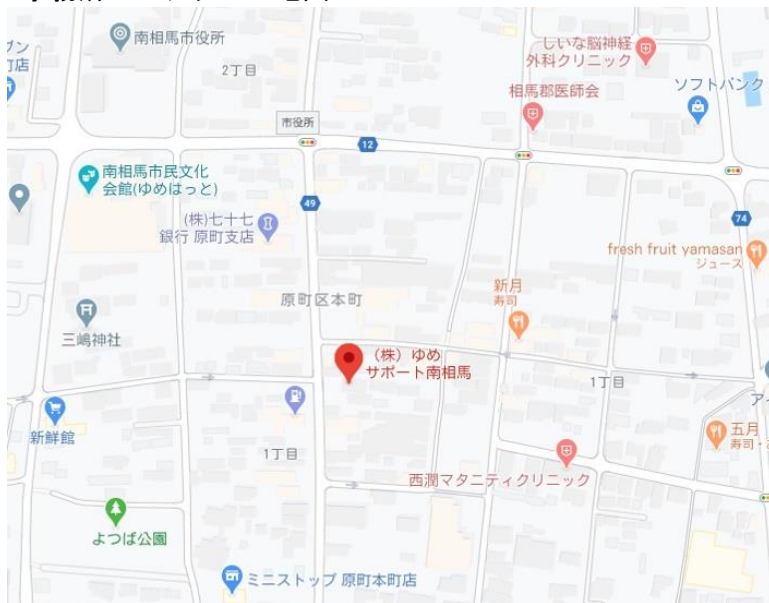 南相馬市役所
2丁目
しいな脳神経
外科クリニック
相馬郡医師会
ソフトバンク
ブン
町店
市役所
12
南相馬市民文化
会館(ゆめはっと)
49
(株)七十七
銀行 原町支店
74
fresh fruit yamasan
ジュース
原町区本町
新月
寿司
三嶋神社
(株)ゆめ
サポート南相馬
1丁目
新鮮館
1丁目
五月
寿司・
西潤マタニティクリニック
よつば公園
ミニストップ 原町本町店